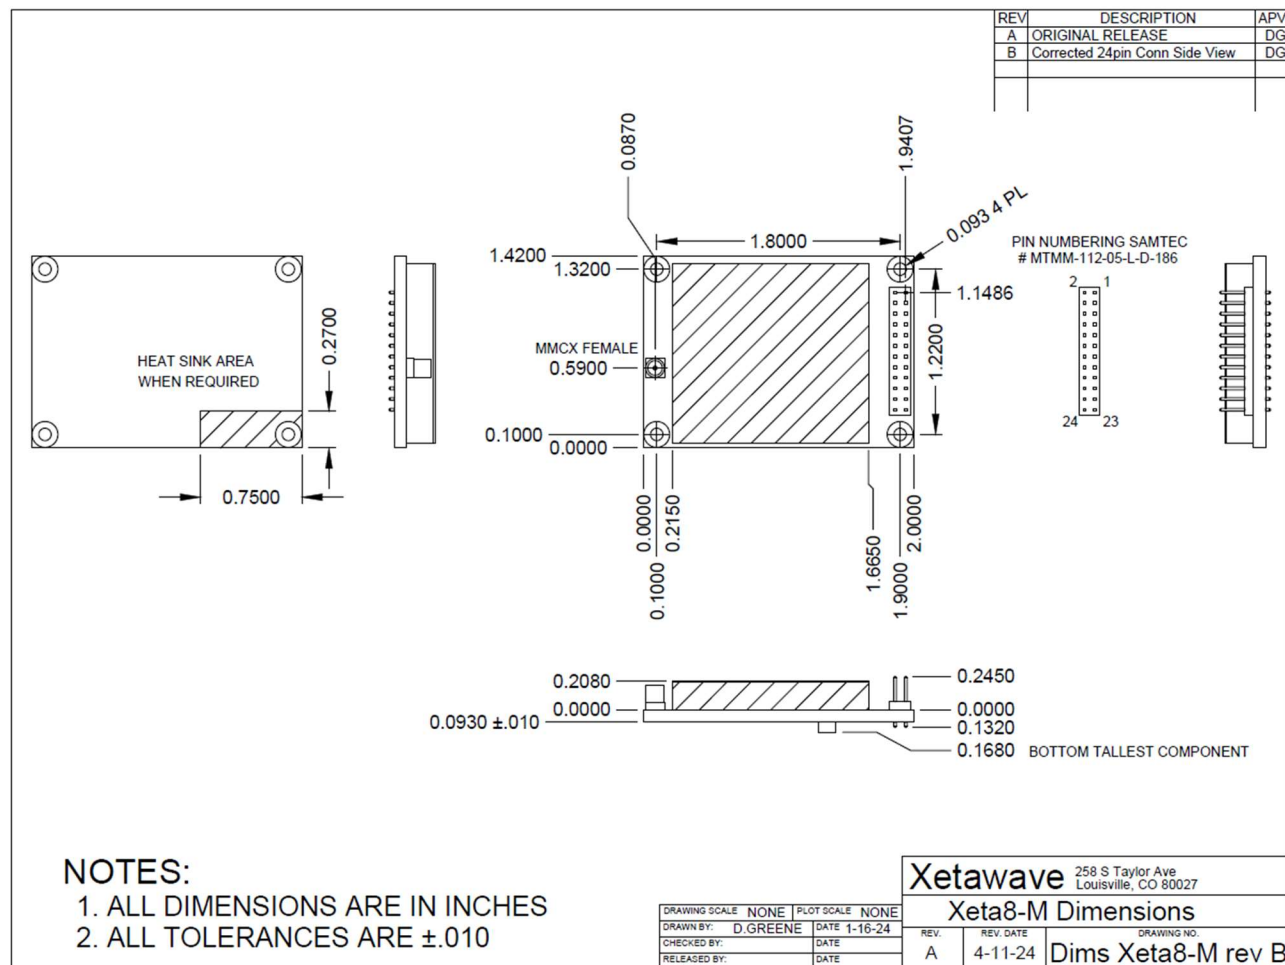 REV DESCRIPTION APV
A ORIGINAL RELEASE DG
B Corrected 24pin Conn Side View DG
0.0870
1.9407
0.093 4 PL
1.8000
1.4200
1.3200
PIN NUMBERING SAMTEC
# MTMM-112-05-L-D-186
2 1
1.1486
0.2700
HEAT SINK AREA
WHEN REQUIRED
MMCX FEMALE
0.5900
1.2200
0.1000
0.0000
24 23
0.7500
0.0000
0.1000
0.2150
1.6650
1.9000
2.0000
0.2080
0.0000
0.0930 ±.010
0.2450
0.0000
0.1320
0.1680 BOTTOM TALLEST COMPONENT
NOTES:
1. ALL DIMENSIONS ARE IN INCHES
2. ALL TOLERANCES ARE ±.010
Xetawave 258 S Taylor Ave
Louisville, CO 80027
Xeta8-M Dimensions
DRAWING SCALE NONE PLOT SCALE NONE
DRAWN BY: D.GREENE DATE 1-16-24
CHECKED BY: DATE
RELEASED BY: DATE
REV. REV. DATE DRAWING NO.
A 4-11-24 Dims Xeta8-M rev B